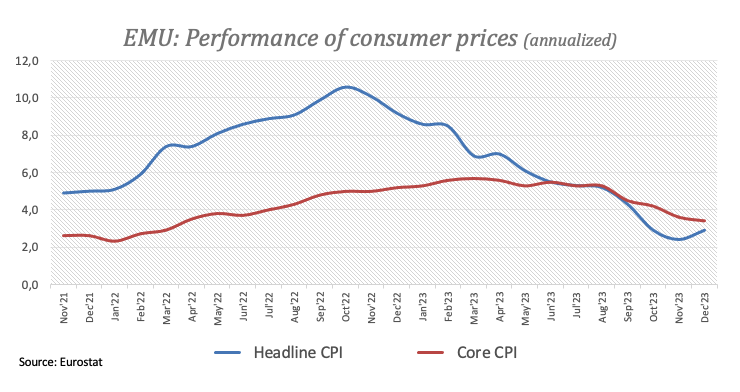 EMU: Performance of consumer prices (annualized)
12,0
10,0
8,0
6,0
4,0
2,0
0,0
Nov'21
Dec'21
Jan'22
Feb'22
Mar'22
Apr'22
May'22
Jun'22
Jul'22
Aug'22
Sep'22
Oct'22
Nov'22
Dec'22
Jan'23
Feb'23
Mar'23
Apr'23
May'23
Jun'23
Jul'23
Aug'23
Sep'23
Oct'23
Nov'23
Dec'23
Headline CPI
Core CPI
Source: Eurostat